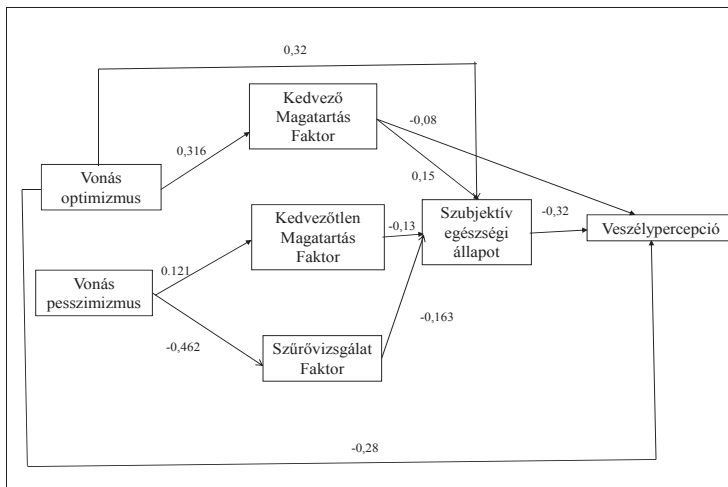 0,32
Kedvező
Magatartás
Faktor
-0,08
0,316
0,15
Vonás
optimizmus
Kedvezőtlen
Magatartás
Faktor
-0,13
Szubjektív
egészségi
állapot
-0,32
Veszélypercepció
Vonás
pesszimizmus
0.121
-0,462
-0,163
Szűrővizsgálat
Faktor
-0,28